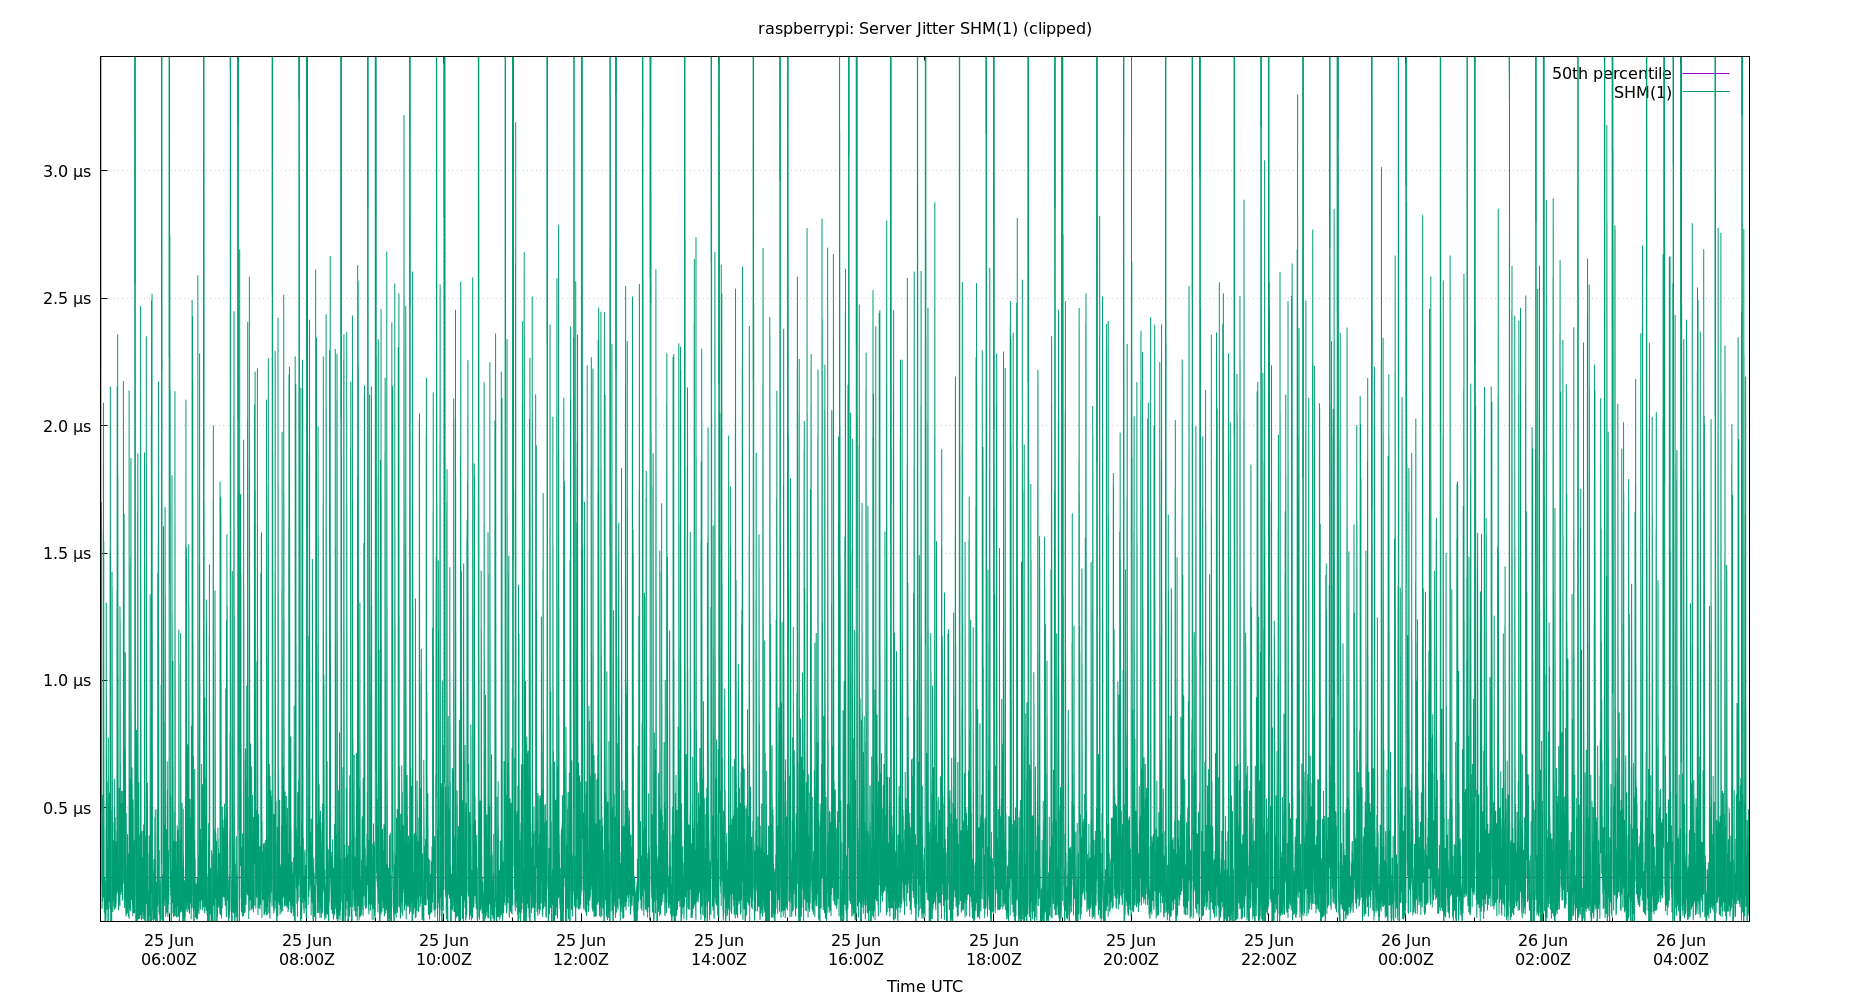 raspberrypi: Server Jitter SHM(1) (clipped)
50th percentile
SHM(1)
3.0 µs
2.5 µs
2.0 µs
1.5 µs
1.0 µs
0.5 µs
25 Jun 25 Jun 25 Jun 25 Jun 25 Jun 25 Jun 25 Jun 25 Jun 25 Jun 26 Jun 26 Jun 26 Jun
06:00Z 08:00Z 10:00Z 12:00Z 14:00Z 16:00Z 18:00Z 20:00Z 22:00Z 00:00Z 02:00Z 04:00Z
Time UTC